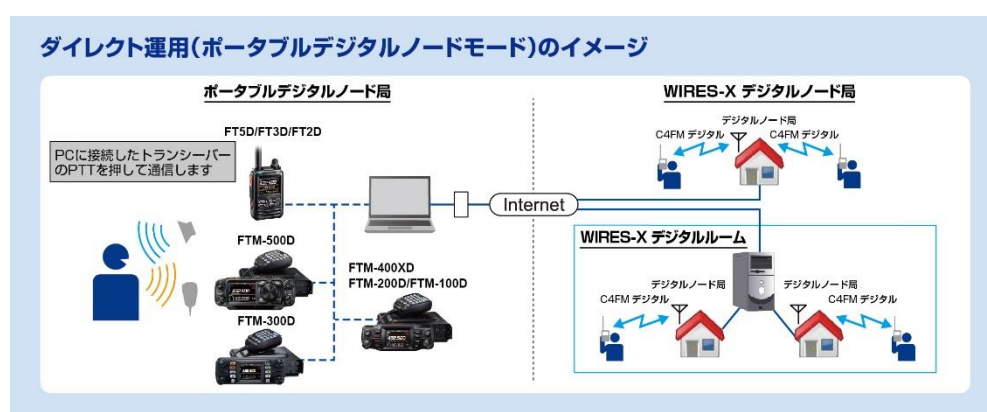 ダイレクト運用(ポータブルデジタルノードモード)のイメージ
ポータブルデジタルノード局
FT5D/FT3D/FT2D
PCに接続したトランシーバー
のPTTを押して通信します
FTM-500D
FTM-400XD
FTM-200D/FTM-100D
FTM-300D
Internet
WIRES-X デジタルノード局
デジタルノード局
C4FM デジタル
C4FM デジタル
WIRES-X デジタルルーム
デジタルノード局
C4FM デジタル
デジタルノード局
C4FM デジタル